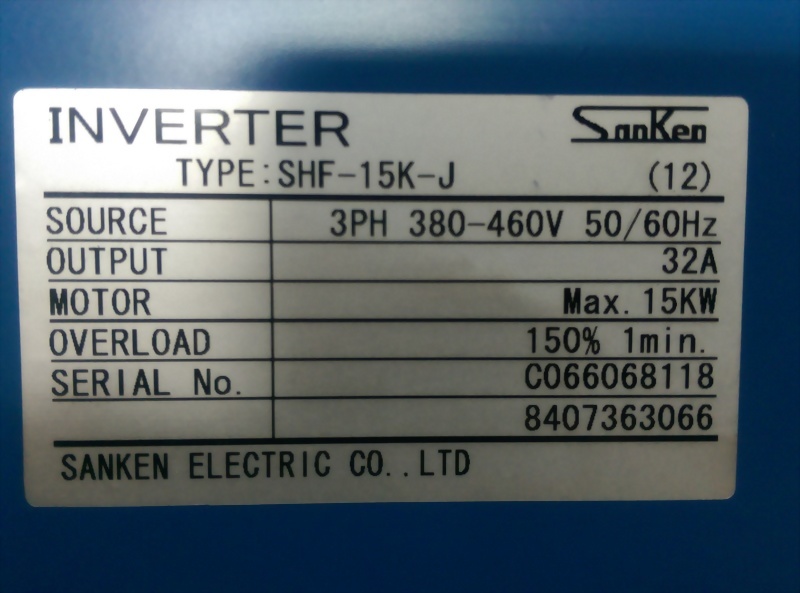 INVERTER SanKen
TYPE:SHF-15K-J (12)
SOURCE 3PH 380-460V 50/60Hz
OUTPUT 32A
MOTOR Max. 15KW
OVERLOAD 150% 1min.
SERIAL No. C066068118
8407363066
SANKEN ELECTRIC CO..LTD